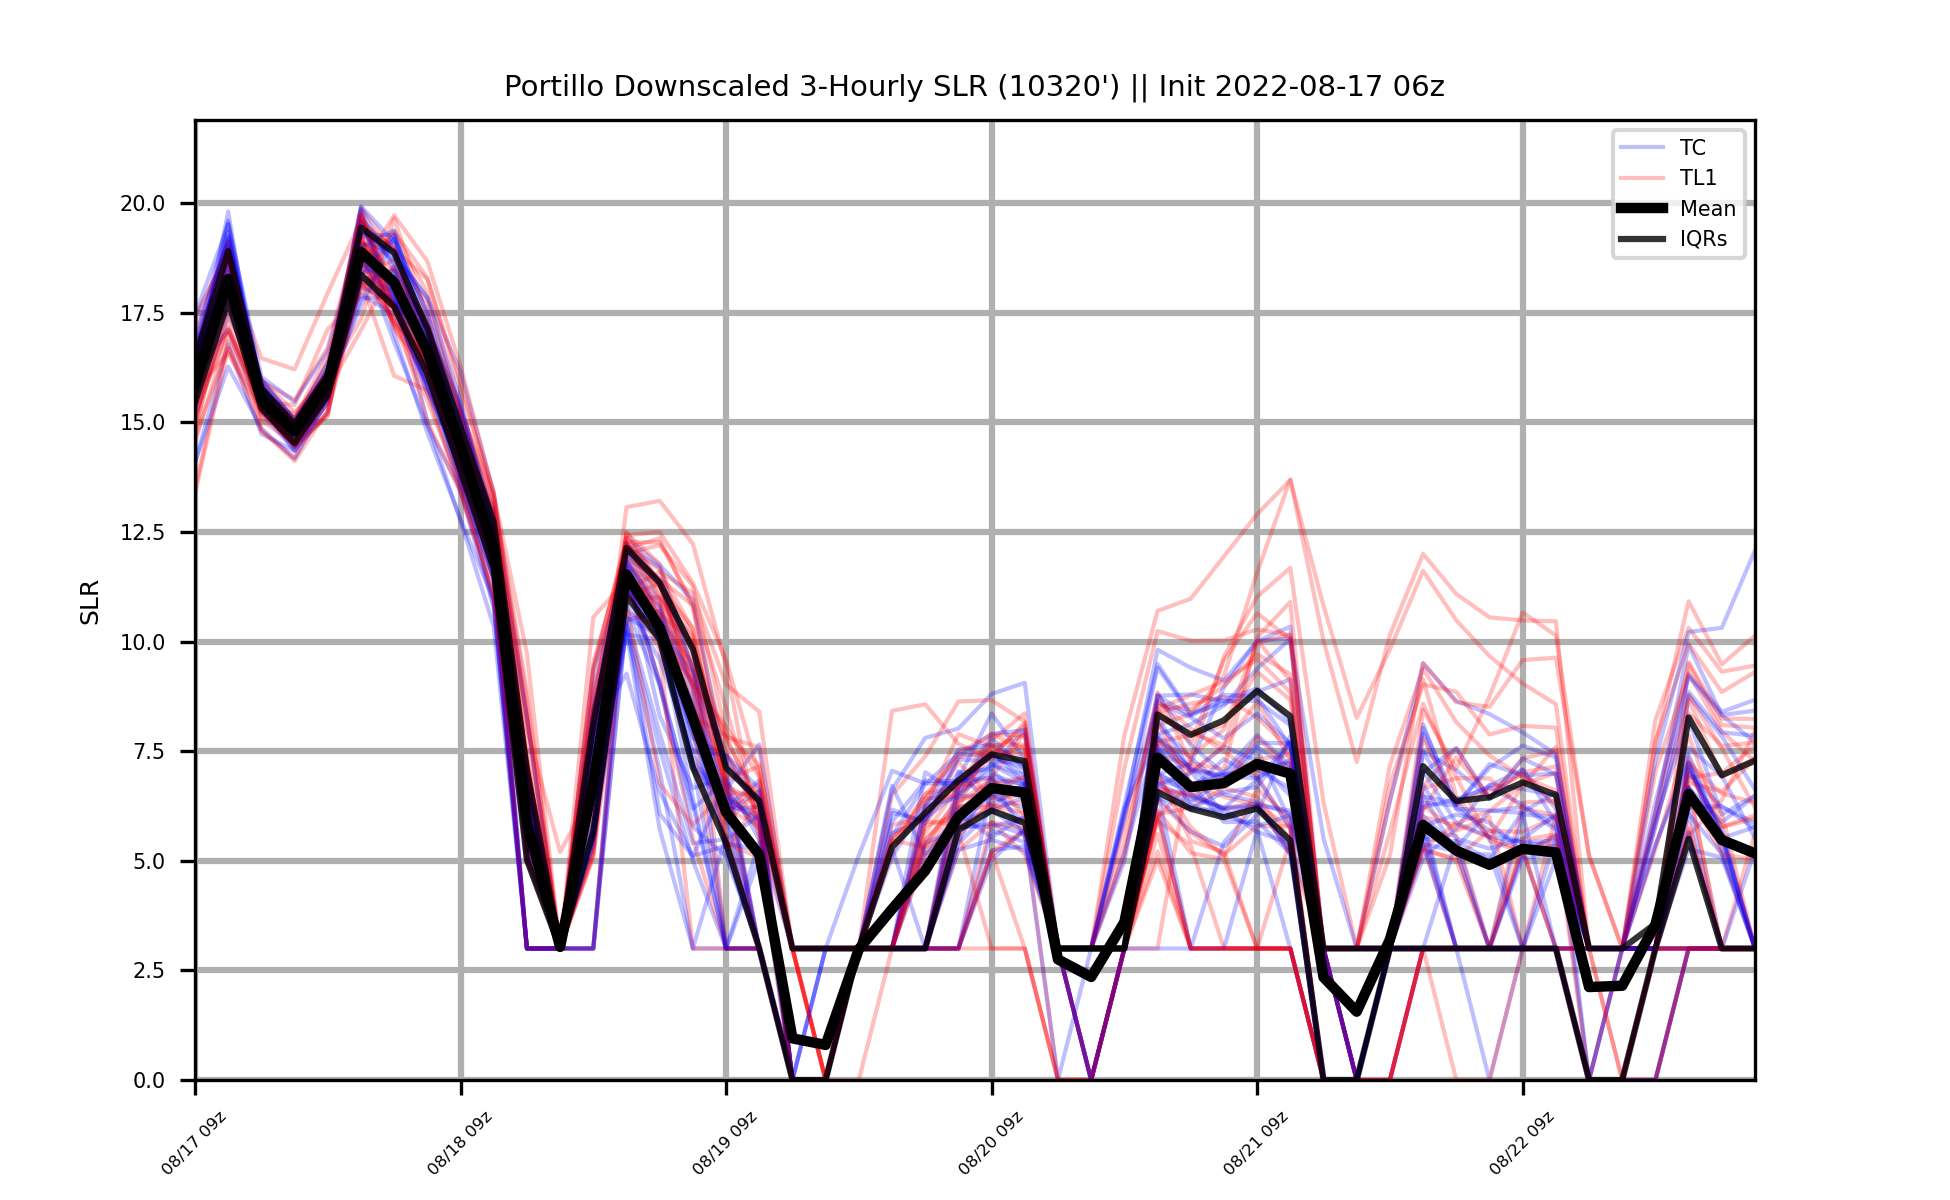 Portillo Downscaled 3-Hourly SLR (10320') || Init 2022-08-17 06z
TC
TL1
Mean
IQRs
SLR
20.0
17.5
15.0
12.5
10.0
7.5
5.0
2.5
0.0
08/17 09z
08/18 09z
08/19 09z
08/20 09z
08/21 09z
08/22 09z